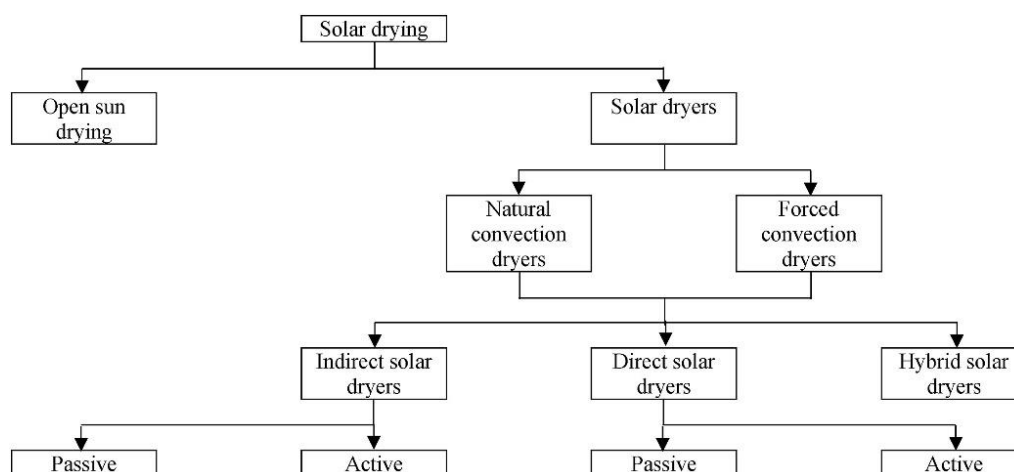 Solar drying
Open sun
drying
Solar dryers
Natural
convection
dryers
Forced
convection
dryers
Indirect solar
dryers
Direct solar
dryers
Hybrid solar
dryers
Passive
Active
Passive
Active